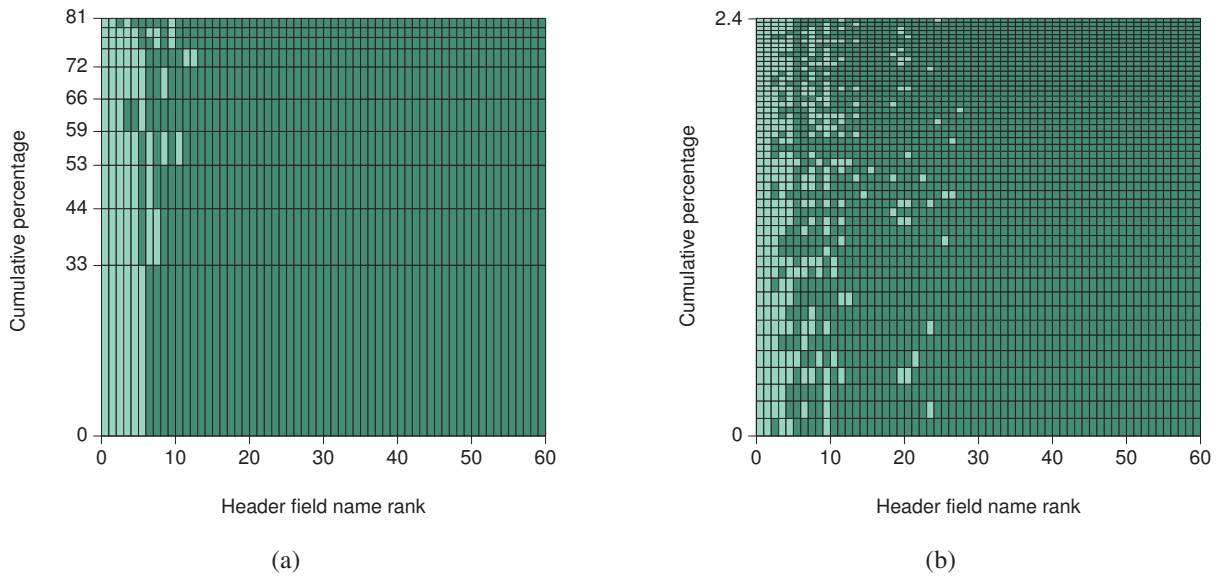 81
72
66
59
53
44
33
0
Cumulative percentage
0 10 20 30 40 50 60
Header field name rank
(a)
2.4
0
Cumulative percentage
0 10 20 30 40 50 60
Header field name rank
(b)